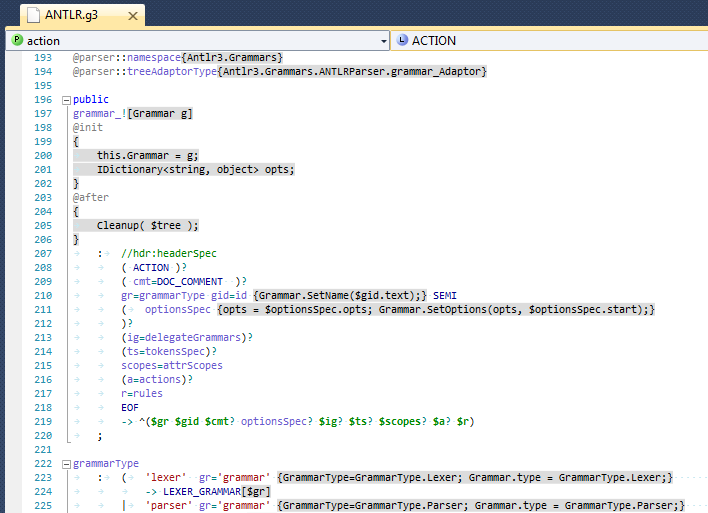 ANTLR.g3
action ACTION
193 @parser::namespace{Antlr3.Grammars}
194 @parser::treeAdaptorType{Antlr3.Grammars.ANTLRParser.grammar_Adaptor}
195
196 public
197 grammar_![Grammar g]
198 @init
199 {
200 this.Grammar = g;
201 IDictionary<string, object> opts;
202 }
203 @after
204 {
205 Cleanup( $tree );
206 }
207 : //hdr:headerSpec
208 ( ACTION )?
209 ( cmt=DOC_COMMENT )?
210 gr=grammarType gid=id {Grammar.SetName($gid.text);} SEMI
211 ( optionsSpec {opts = $optionsSpec.opts; Grammar.SetOptions(opts, $optionsSpec.start);}
212 )?
213 (ig=delegateGrammars)?
214 (ts=tokensSpec)?
215 scopes=attrScopes
216 (a=actions)?
217 r=rules
218 EOF
219 -> ^($gr $gid $cmt? optionsSpec? $ig? $ts? $scopes? $a? $r)
220 ;
221
222 grammarType
223 : ( 'lexer' gr='grammar' {GrammarType=GrammarType.Lexer; Grammar.type = GrammarType.Lexer;}
224 -> LEXER_GRAMMAR[$gr]
225 | 'parser' gr='grammar' {GrammarType=GrammarType.Parser; Grammar.type = GrammarType.Parser;}